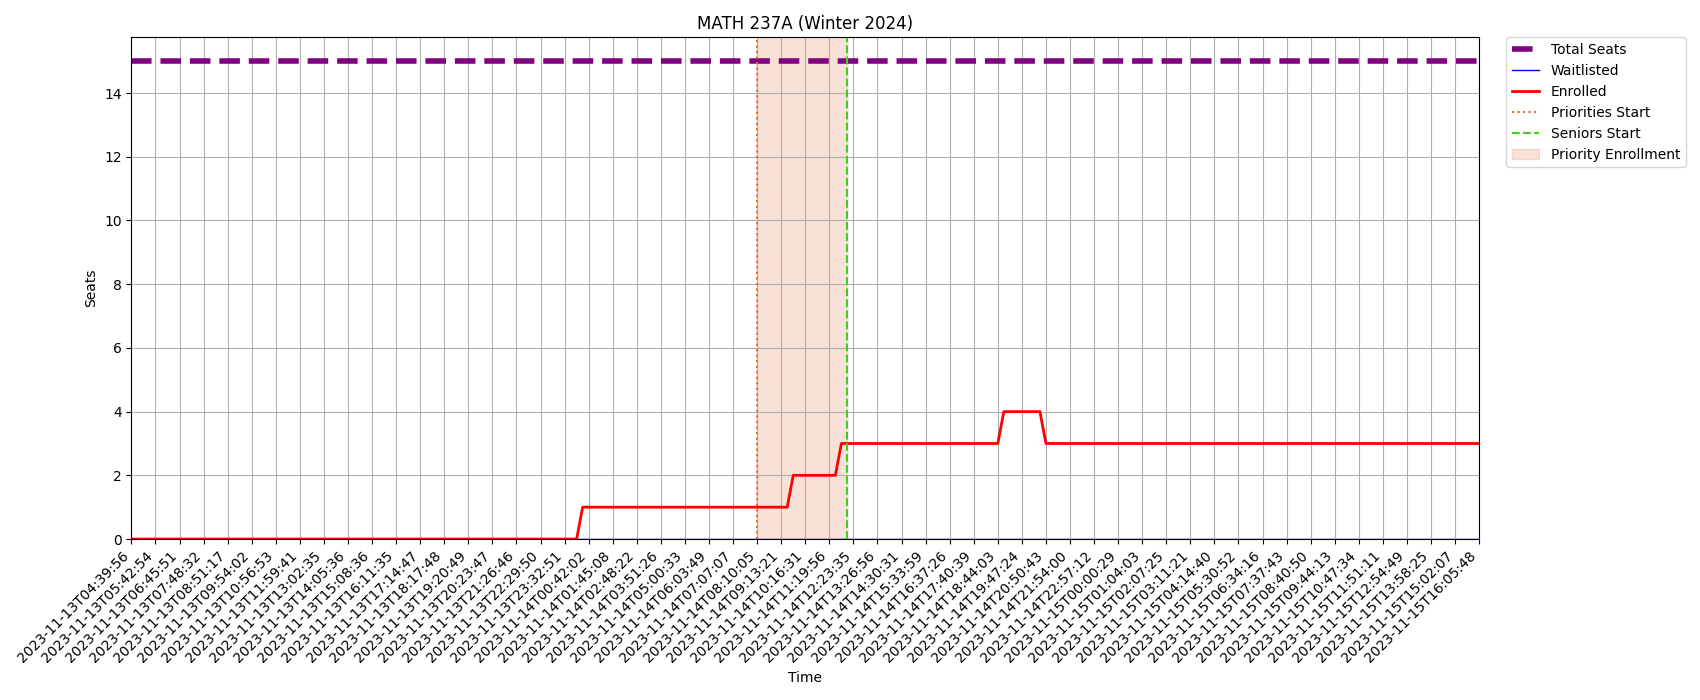 MATH 237A (Winter 2024)
Total Seats
Waitlisted
Enrolled
Priorities Start
Seniors Start
Priority Enrollment
Seats
14
12
10
8
6
4
2
0
2023-11-13T04:39:56
2023-11-13T05:42:54
2023-11-13T06:45:51
2023-11-13T07:48:32
2023-11-13T08:51:17
2023-11-13T09:54:02
2023-11-13T10:56:53
2023-11-13T11:59:41
2023-11-13T13:02:35
2023-11-13T14:05:36
2023-11-13T15:08:36
2023-11-13T16:11:35
2023-11-13T17:14:47
2023-11-13T18:17:48
2023-11-13T19:20:49
2023-11-13T20:23:47
2023-11-13T21:26:46
2023-11-13T22:29:50
2023-11-13T23:32:51
2023-11-14T00:42:02
2023-11-14T01:45:08
2023-11-14T02:48:22
2023-11-14T03:51:26
2023-11-14T05:00:33
2023-11-14T06:03:49
2023-11-14T07:07:07
2023-11-14T08:10:05
2023-11-14T09:13:21
2023-11-14T10:16:31
2023-11-14T11:19:56
2023-11-14T12:23:35
2023-11-14T13:26:56
2023-11-14T14:30:31
2023-11-14T15:33:59
2023-11-14T16:37:26
2023-11-14T17:40:39
2023-11-14T18:44:03
2023-11-14T19:47:24
2023-11-14T20:50:43
2023-11-14T21:54:00
2023-11-14T22:57:12
2023-11-15T00:00:29
2023-11-15T01:04:03
2023-11-15T02:07:25
2023-11-15T03:11:21
2023-11-15T04:14:40
2023-11-15T05:30:52
2023-11-15T06:34:16
2023-11-15T07:37:43
2023-11-15T08:40:50
2023-11-15T09:44:13
2023-11-15T10:47:34
2023-11-15T11:51:11
2023-11-15T12:54:49
2023-11-15T13:58:25
2023-11-15T15:02:07
2023-11-15T16:05:48
Time